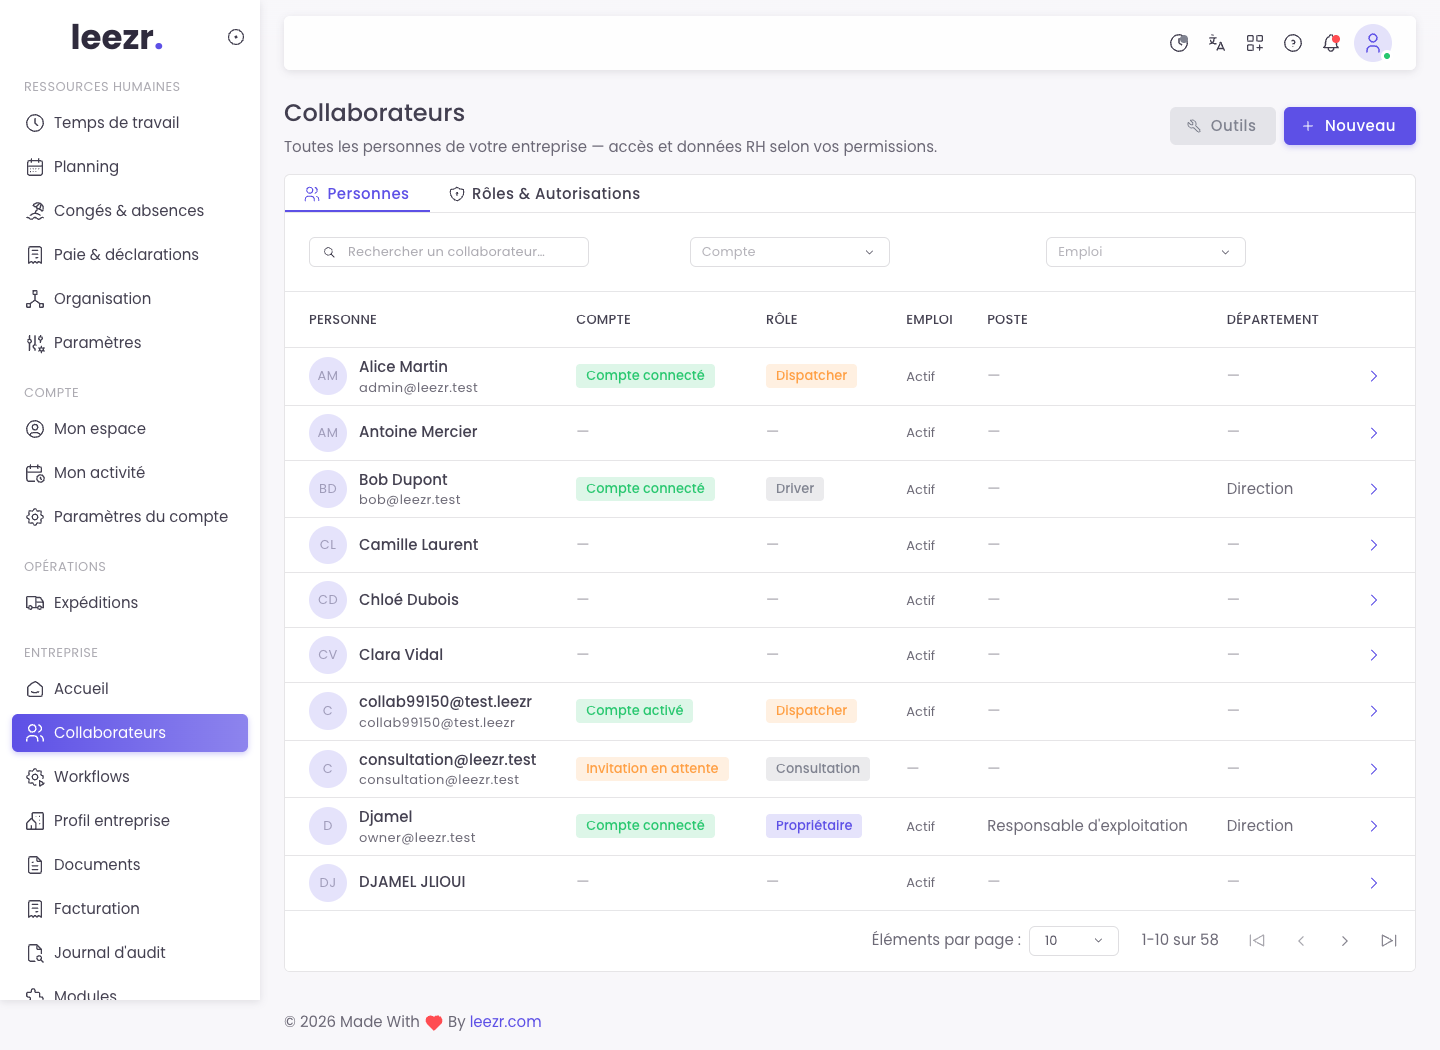 leezr.
RESSOURCES HUMAINES
Temps de travail
Planning
Congés & absences
Paie & déclarations
Organisation
Paramètres
COMPTE
Mon espace
Mon activité
Paramètres du compte
OPÉRATIONS
Expéditions
ENTREPRISE
Accueil
Collaborateurs
Workflows
Profil entreprise
Documents
Facturation
Journal d'audit
Modules
Collaborateurs
Toutes les personnes de votre entreprise — accès et données RH selon vos permissions.
Outils
Nouveau
Personnes
Rôles & Autorisations
Rechercher un collaborateur...
Compte
Emploi
PERSONNE COMPTE RÔLE EMPLOI POSTE DÉPARTEMENT
AM Alice Martin Compte connecté Dispatcher Actif — —
admin@leezr.test
AM Antoine Mercier — — Actif — —
BD Bob Dupont Compte connecté Driver Actif — Direction
bob@leezr.test
CL Camille Laurent — — Actif — —
CD Chloé Dubois — — Actif — —
CV Clara Vidal — — Actif — —
C collab99150@test.leezr Compte activé Dispatcher Actif — —
collab99150@test.leezr
C consultation@leezr.test Invitation en attente Consultation — — —
consultation@leezr.test
D Djamel Compte connecté Propriétaire Actif Responsable d'exploitation Direction
owner@leezr.test
DJ DJAMEL JLIOUI — — Actif — —
Éléments par page : 10 1-10 sur 58
© 2026 Made With By leezr.com